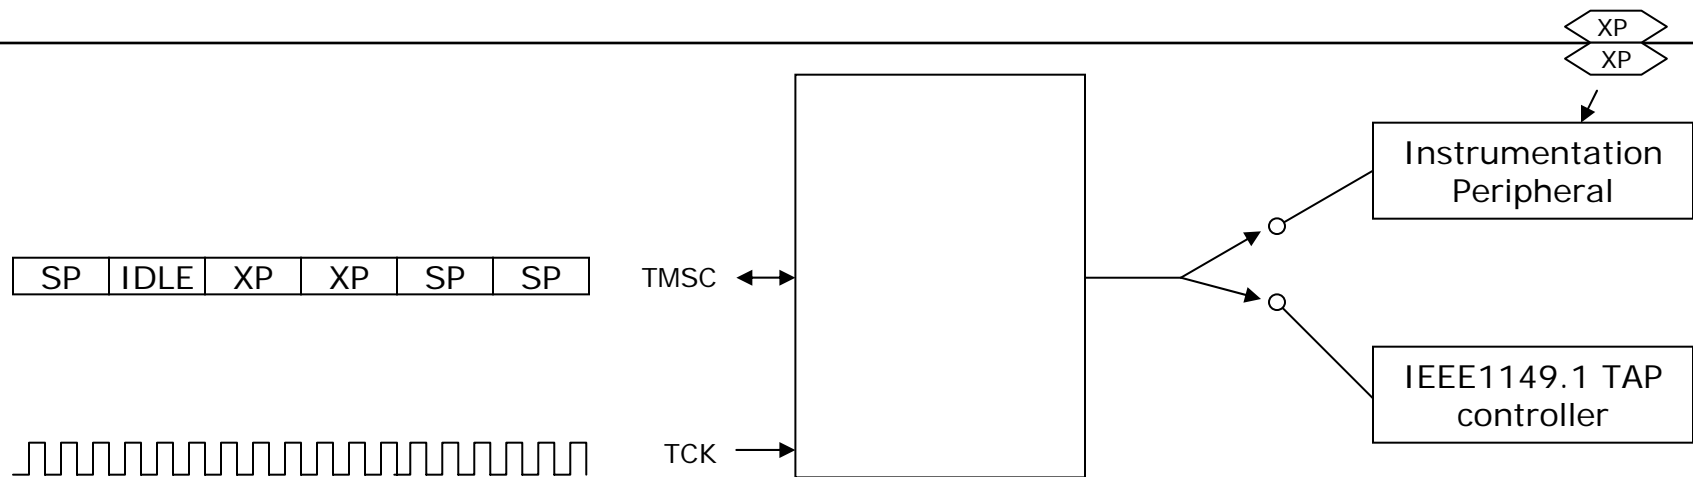 XP
XP
Instrumentation
Peripheral
SP IDLE XP XP SP SP
TMSC
IEEE1149.1 TAP
controller
TCK